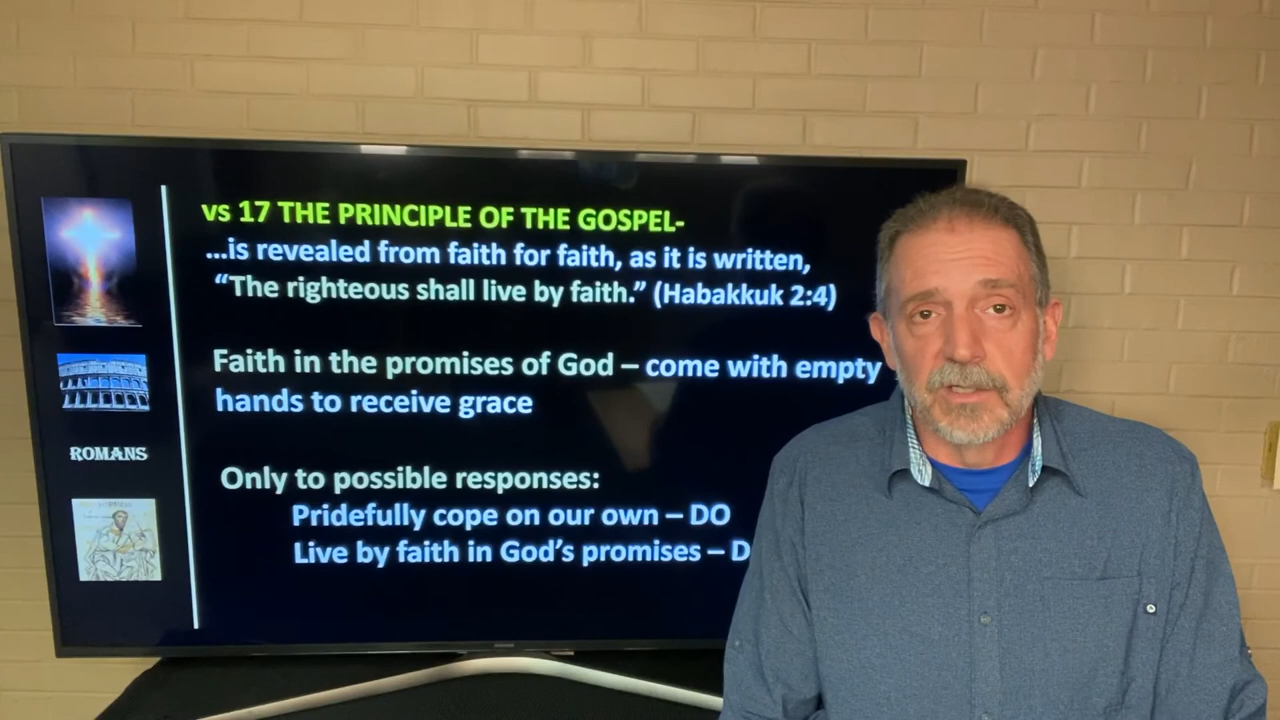 vs 17 THE PRINCIPLE OF THE GOSPEL-
...is revealed from faith for faith, as it is written,
“The righteous shall live by faith.” (Habakkuk 2:4)
Faith in the promises of God – come with empty
hands to receive grace
Only to possible responses:
Pridefully cope on our own – DO
Live by faith in God’s promises – D
ROMANS